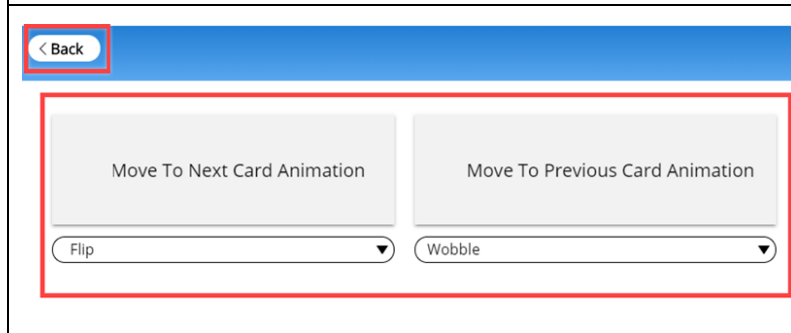 Back
Move To Next Card Animation
Move To Previous Card Animation
Flip
Wobble